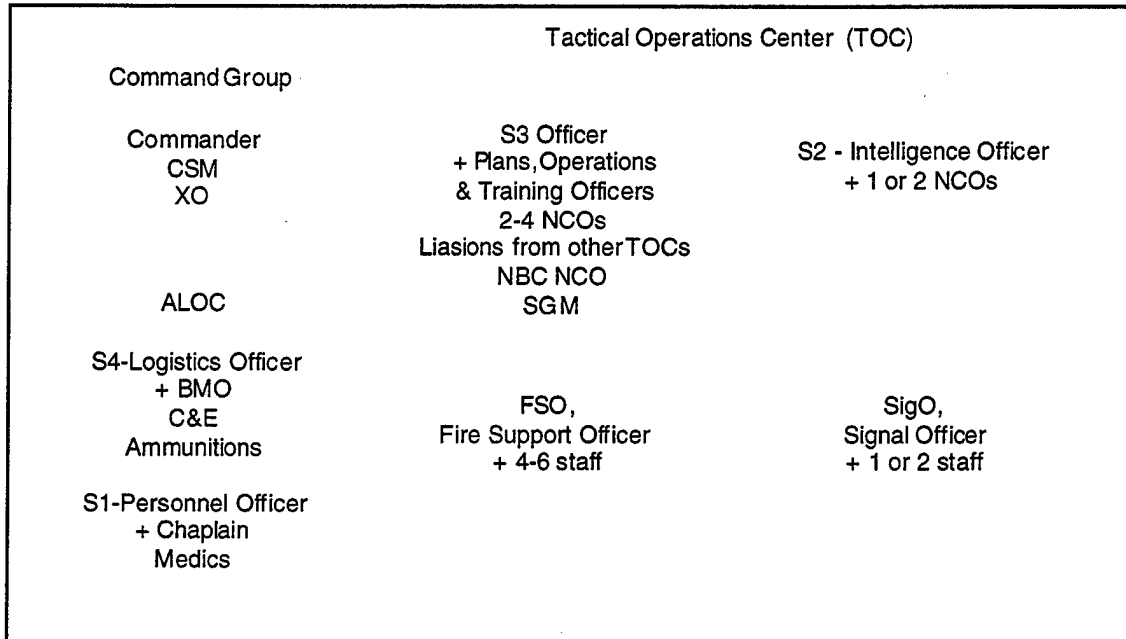 Tactical Operations Center (TOC)
Command Group
Commander
CSM
XO
ALOC
S4-Logistics Officer
+ BMO
C&E
Ammunitions
S1-Personnel Officer
+ Chaplain
Medics
S3 Officer
+ Plans, Operations
& Training Officers
2-4 NCOs
Liasions from other TOCs
NBC NCO
SGM
FSO,
Fire Support Officer
+ 4-6 staff
S2 - Intelligence Officer
+ 1 or 2 NCOs
SigO,
Signal Officer
+ 1 or 2 staff